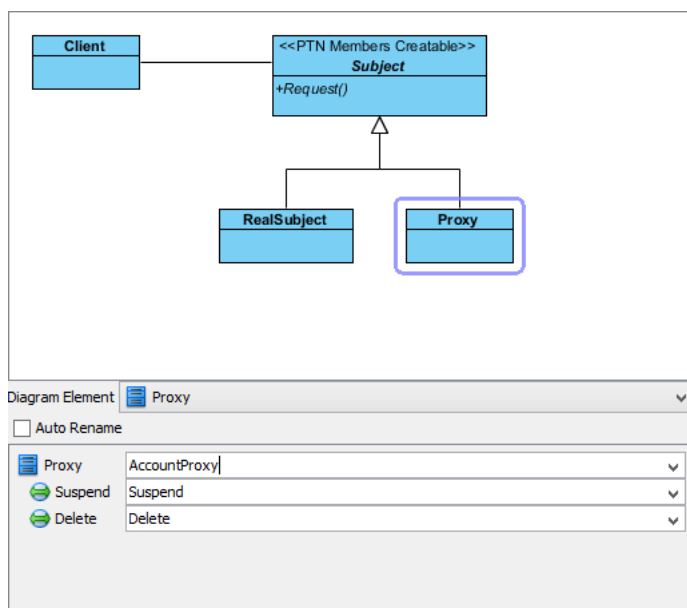 Client
<<PTN Members Creatable>>
Subject
+Request()
RealSubject
Proxy
Diagram Element
Proxy
Auto Rename
Proxy
AccountProxy
Suspend
Suspend
Delete
Delete